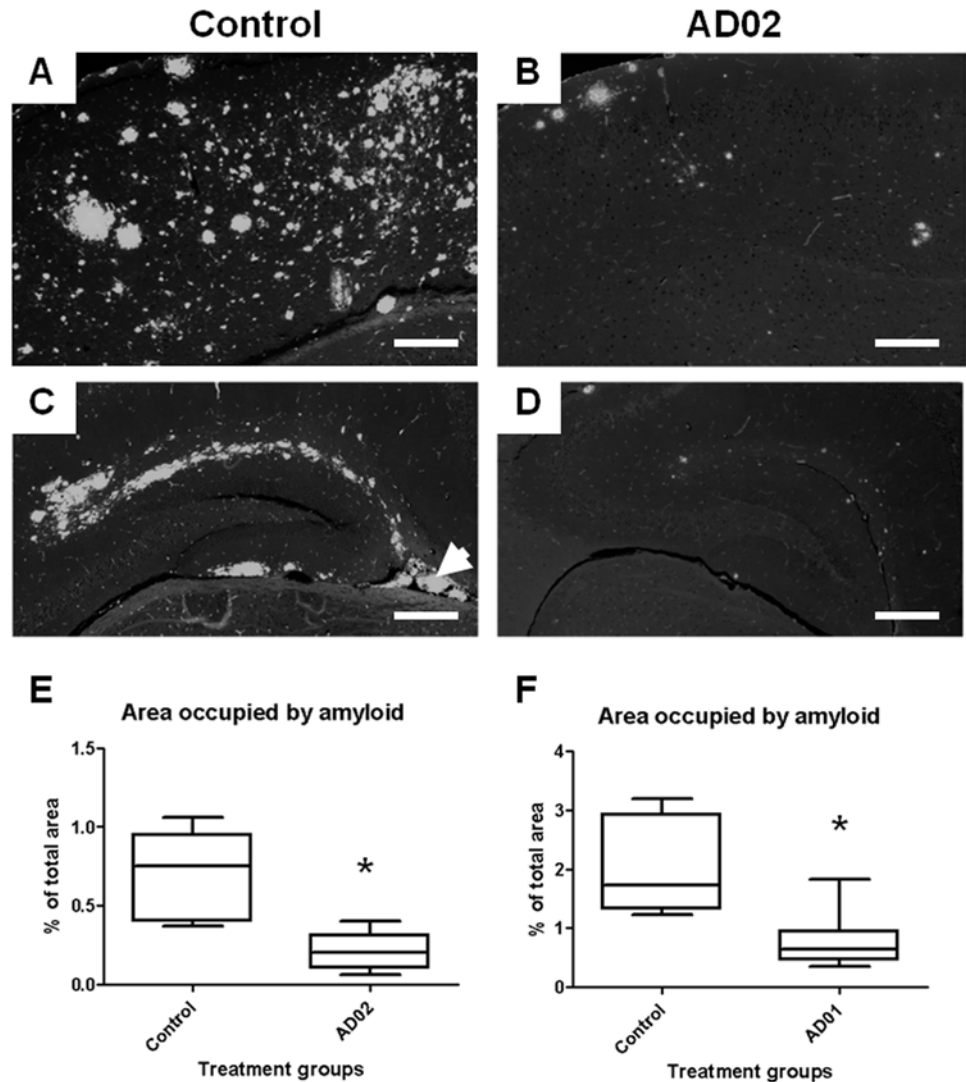 Control
AD02
A
B
C
D
E
F
Area occupied by amyloid
Area occupied by amyloid
% of total area
1.5
1.0
0.5
0.0
*
Control
AD02
Treatment groups
% of total area
4
3
2
1
0
*
Control
AD01
Treatment groups